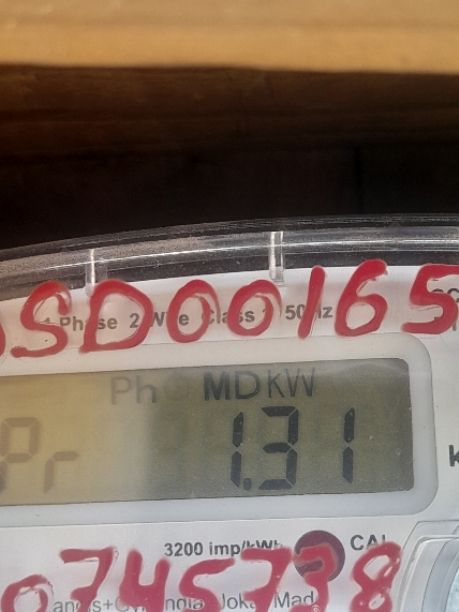 SD00165
1 Phase 2 Wire Class 1 50Hz
Ph MD KW
Pr 1.31
3200 imp/kWh CAL
0745738